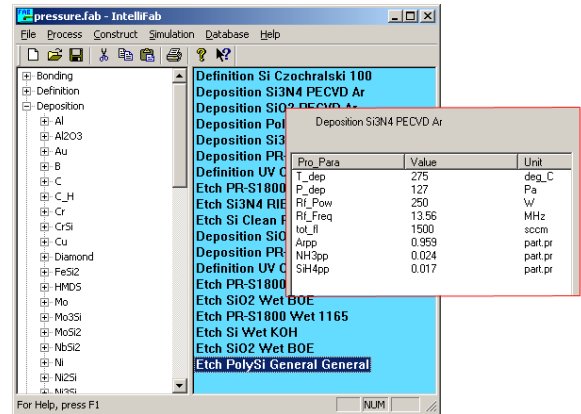 pressure.fab - IntelliFab
File Process Construct Simulation Database Help
Bonding
Definition
Deposition
Al
Al2O3
Au
B
C
C_H
Cr
CrSi
Cu
Diamond
FeSi2
HMDS
Mo
Mo3Si
MoSi2
NbSi2
Ni
Ni2Si
Ni3Si
Definition Si Czochralski 100
Deposition Si3N4 PECVD Ar
Deposition SiO2 PECVD Ar
Deposition Pol
Deposition Si3
Deposition PR-
Definition UV C
Etch PR-S1800
Etch Si3N4 RIE
Etch Si Clean
Deposition SiO
Deposition PR-
Definition UV C
Etch PR-S1800
Etch SiO2 Wet BOE
Etch PR-S1800 Wet 1165
Etch Si Wet KOH
Etch SiO2 Wet BOE
Etch PolySi General General
Deposition Si3N4 PECVD Ar
Pro_Para Value Unit
T_dep 275 deg_C
P_dep 127 Pa
Rf_Pow 250 W
Rf_Freq 13.56 MHz
tot_fl 1500 sccm
Arpp 0.959 part.pr
NH3pp 0.024 part.pr
SiH4pp 0.017 part.pr
For Help, press F1 NUM